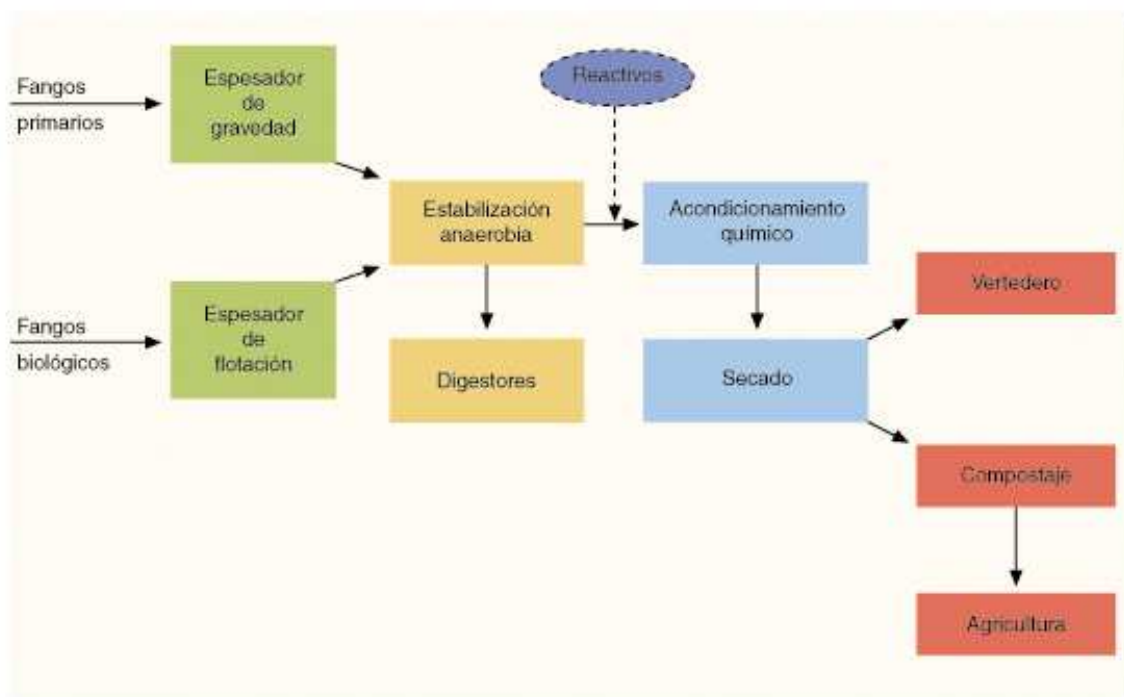 Fangos
primarios
Espesador
de
gravedad
Reactivos
Estabilización
anaerobia
Acondicionamiento
químico
Vertedero
Fangos
biológicos
Espesador
de
flotación
Digestores
Secado
Compostaje
Agricultura